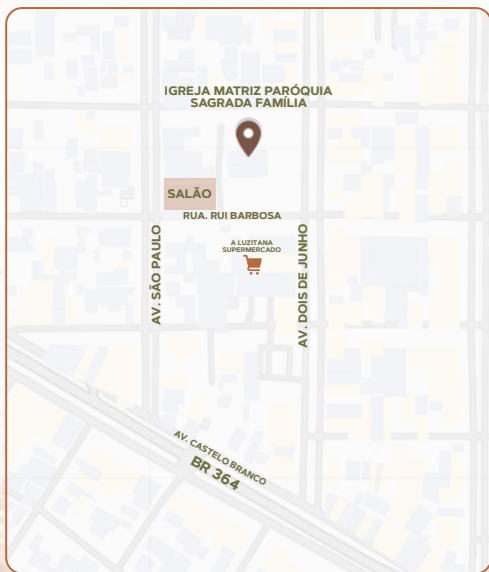 IGREJA MATRIZ PARÓQUIA
SAGRADA FAMÍLIA
SALÃO
RUA. RUI BARBOSA
A LUZITANA
SUPERMERCADO
AV. SÃO PAULO
AV. DOIS DE JUNHO
AV. CASTELO BRANCO
BR 364